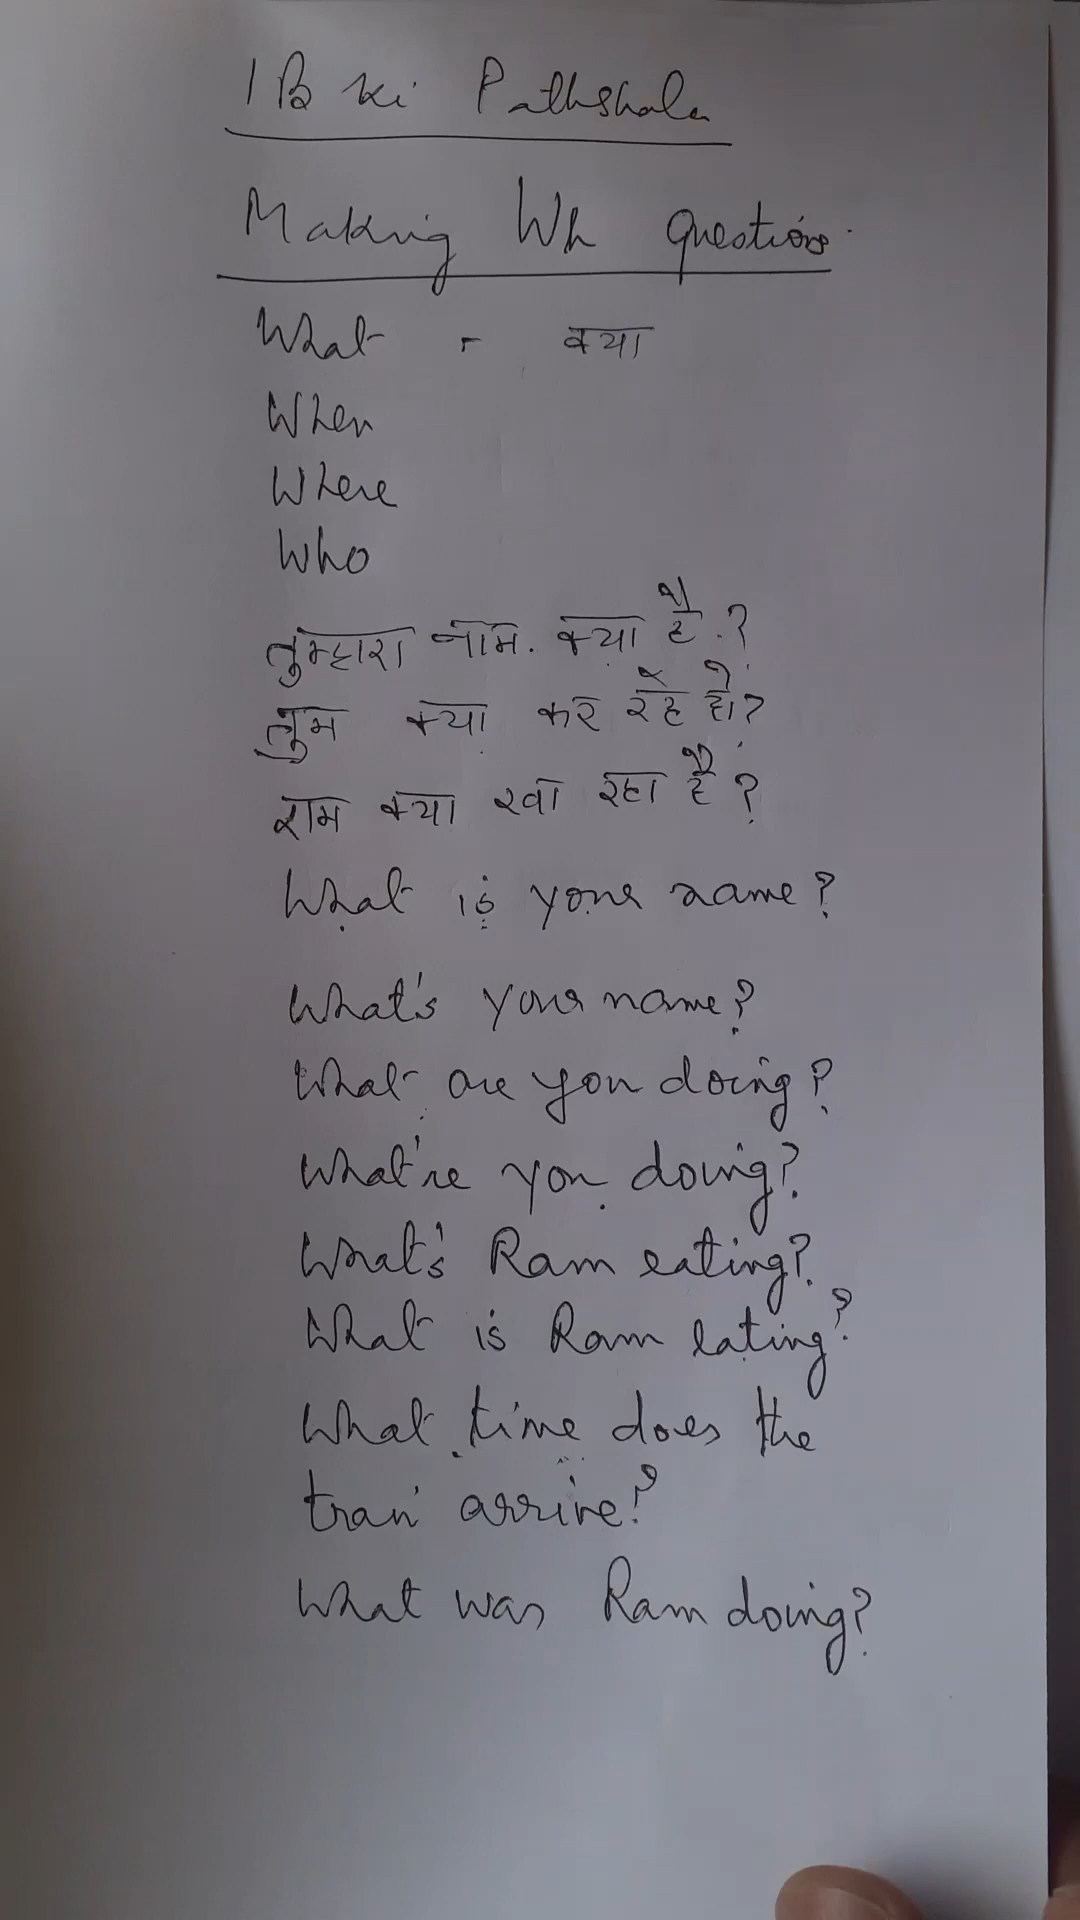 IB ki Pathshala
Making Wh questions.
What - क्या
When
Where
Who
तुम्हारा नाम. क्या है.?
तुम क्या कर रहे हो?
राम क्या खा रहा है?
What is your name?
What's your name?
What are you doing?
What're you doing?
What's Ram eating?
What is Ram eating?
What time does the
train arrive?
What was Ram doing?